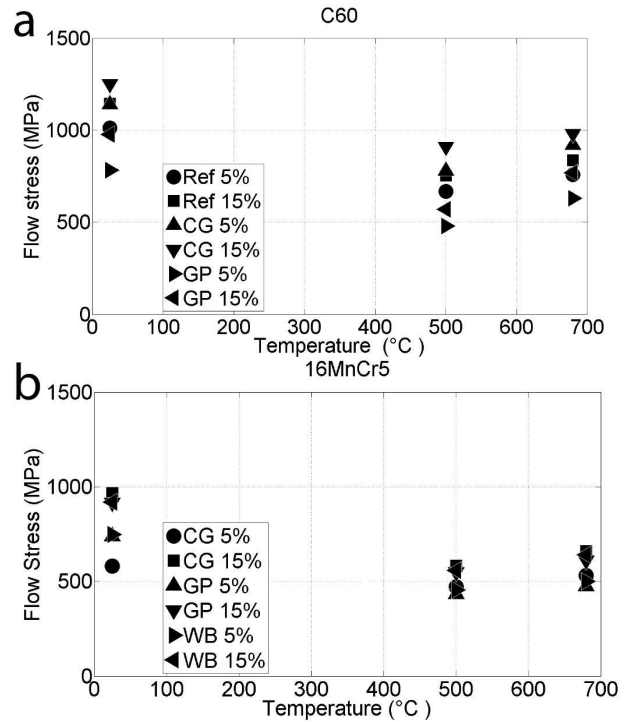 a
C60
1500
1000
500
0
Flow stress (MPa)
Ref 5%
Ref 15%
CG 5%
CG 15%
GP 5%
GP 15%
0 100 200 300 400 500 600 700
Temperature (°C )
b
16MnCr5
1500
1000
500
0
Flow Stress (MPa)
CG 5%
CG 15%
GP 5%
GP 15%
WB 5%
WB 15%
0 100 200 300 400 500 600 700
Temperature (°C )